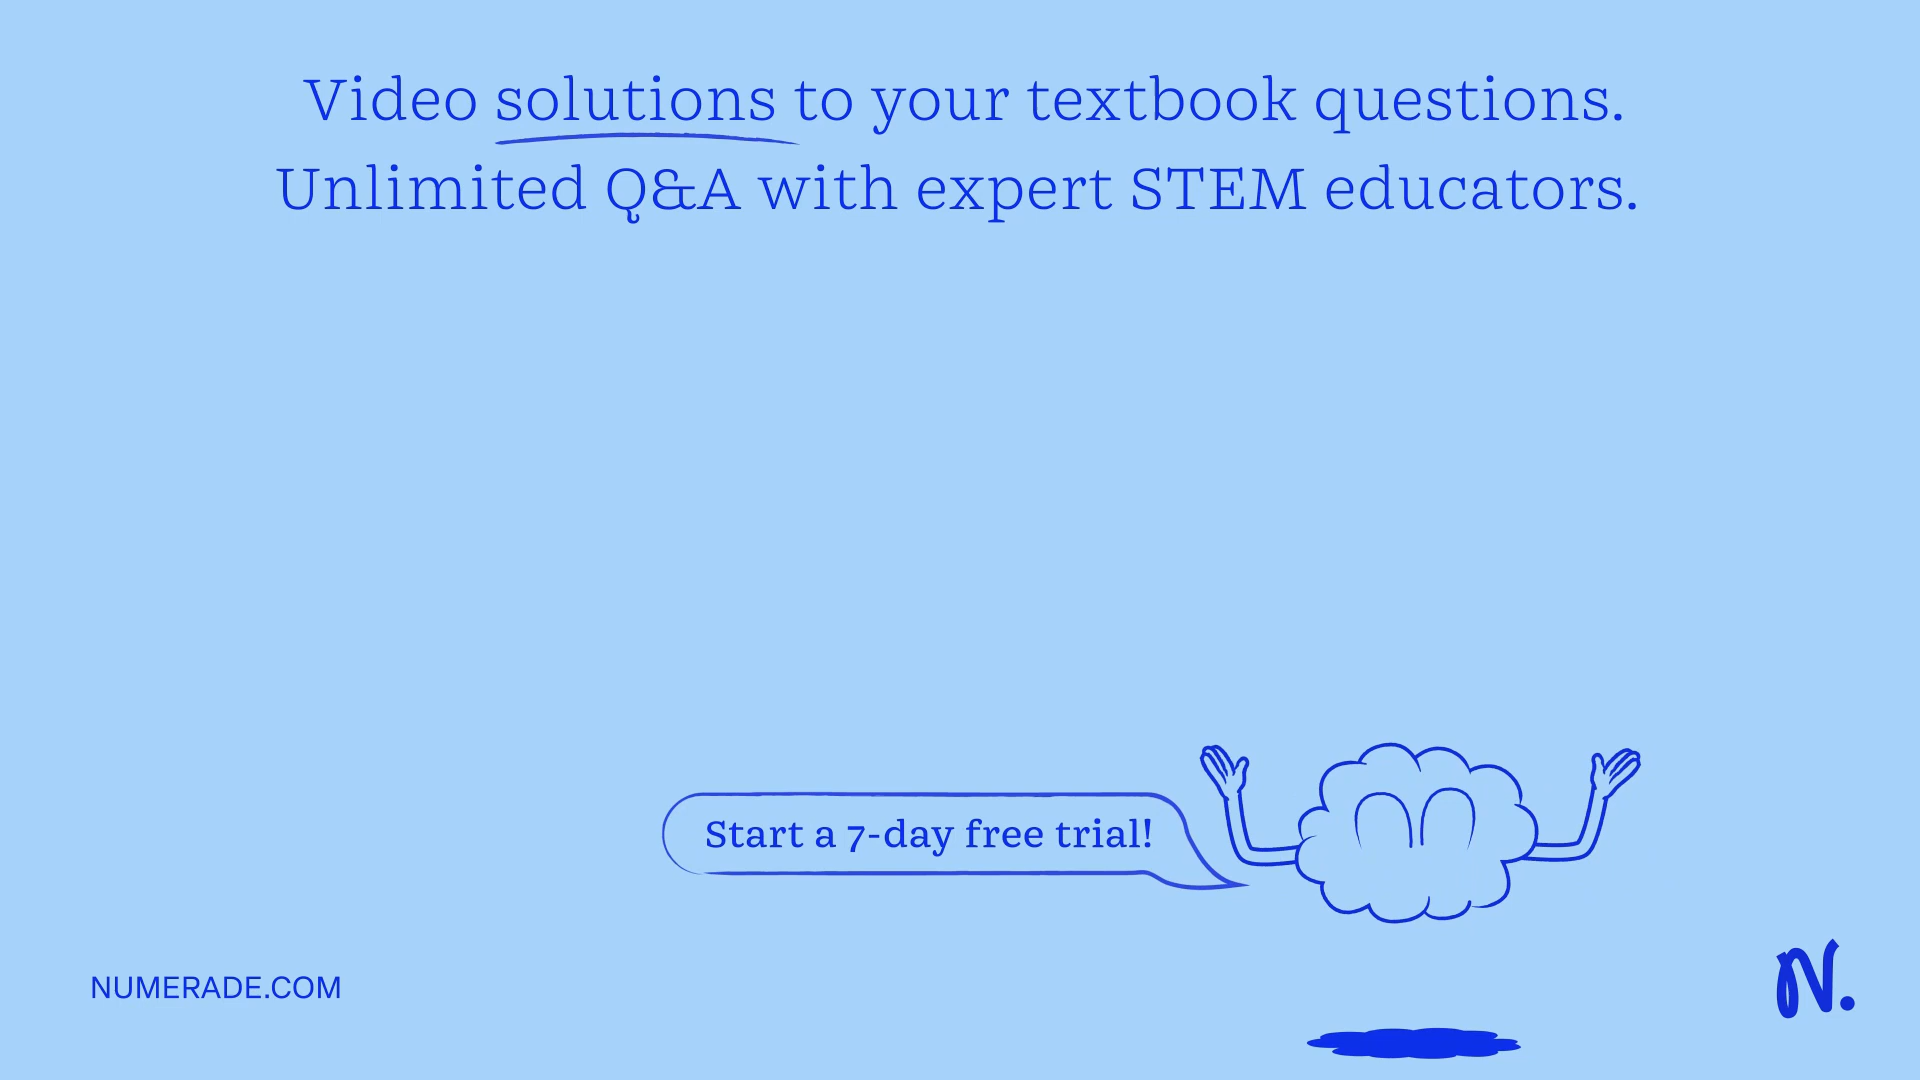 Video solutions to your textbook questions.
Unlimited Q&A with expert STEM educators.
Start a 7-day free trial!
NUMERADE.COM
N.